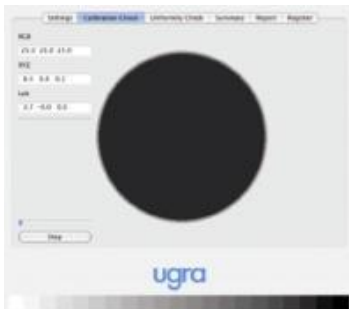 Settings Calibration Check Uniformity Check Summary Report Register
RGB
XYZ
Lab
Stop
ugra